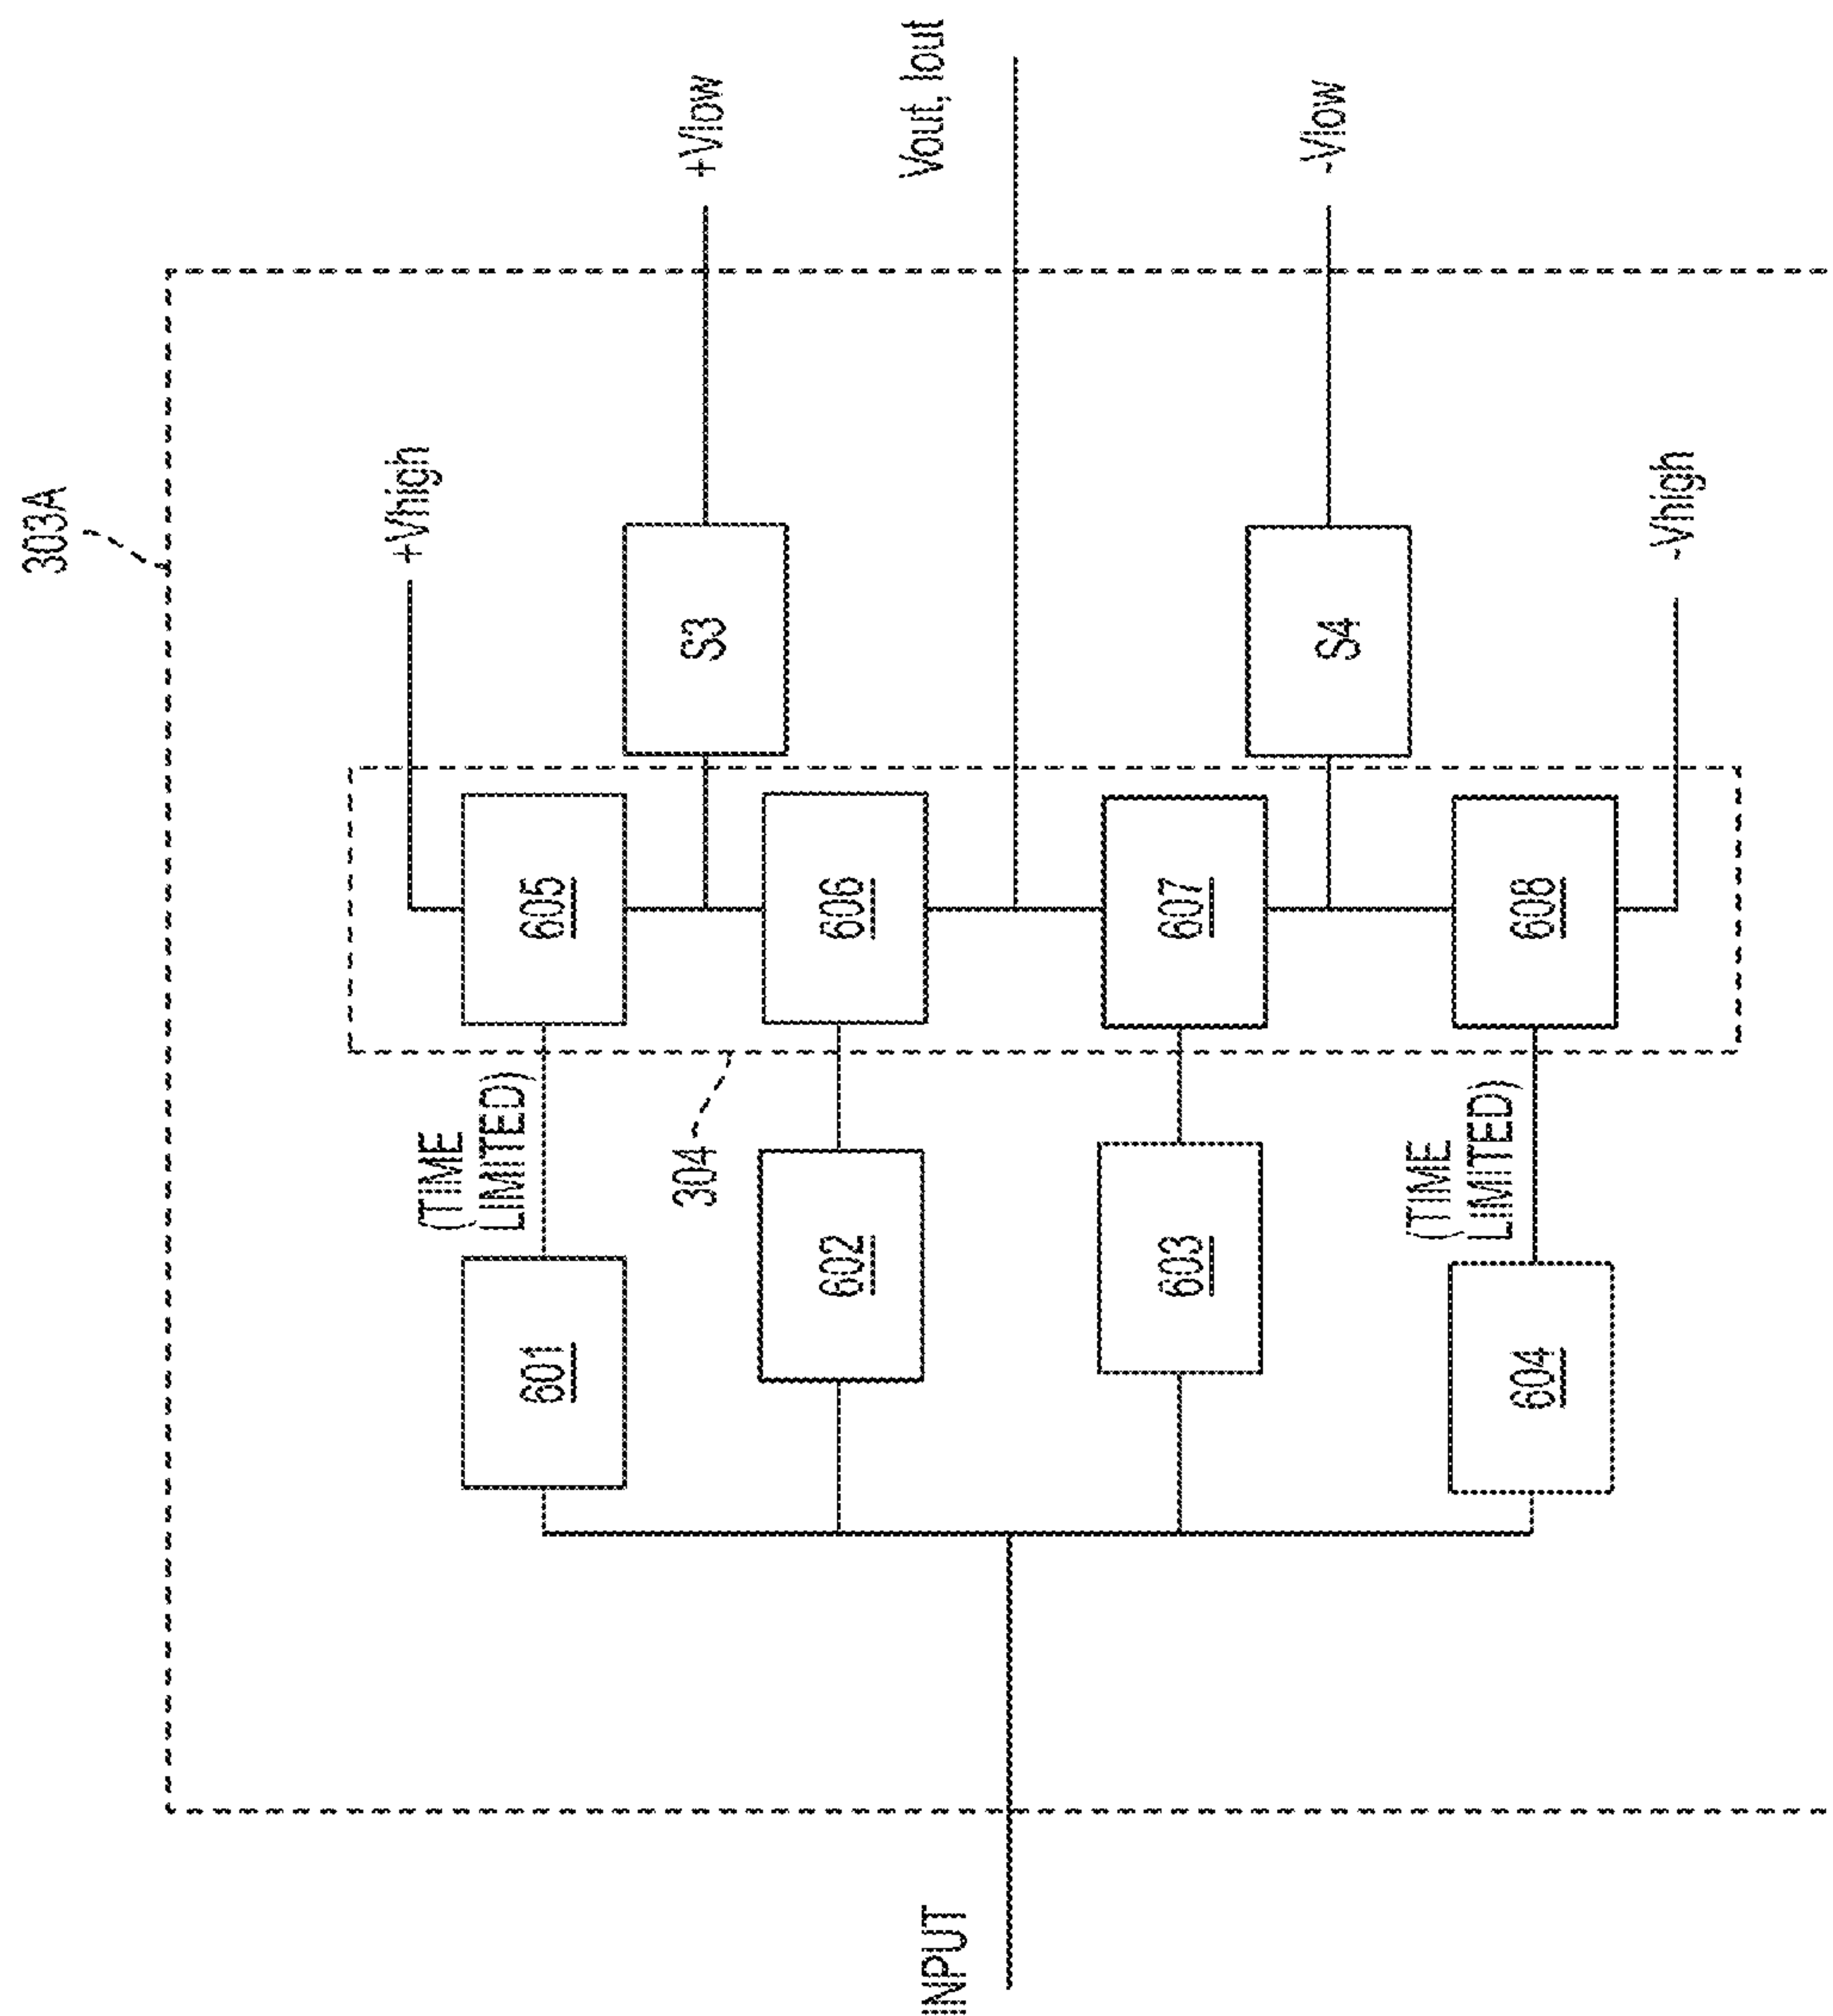 303A
+Vhigh
+Vlow
Vout, Iout
-Vlow
-Vhigh
S3
S4
605
606
607
608
304
(TIME
LIMITED)
(TIME
LIMITED)
601
602
603
604
INPUT